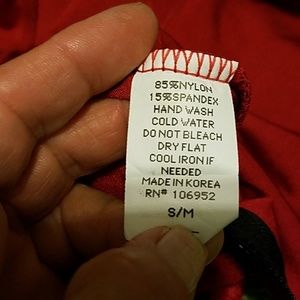 85%NYLON
15%SPANDEX
HAND WASH
COLD WATER
DO NOT BLEACH
DRY FLAT
COOL IRON IF
NEEDED
MADE IN KOREA
RN# 106952
S/M